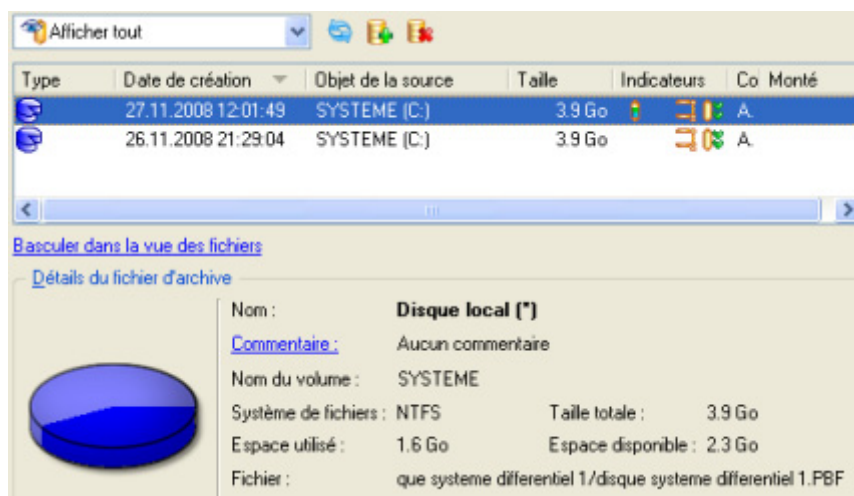 Afficher tout
Type Date de création Objet de la source Taille Indicateurs Co Monté
27.11.2008 12:01:49 SYSTEME (C:) 3.9 Go A.
26.11.2008 21:29:04 SYSTEME (C:) 3.9 Go A.
Basculer dans la vue des fichiers
Détails du fichier d'archive
Nom : Disque local (*)
Commentaire : Aucun commentaire
Nom du volume : SYSTEME
Système de fichiers : NTFS Taille totale : 3.9 Go
Espace utilisé : 1.6 Go Espace disponible : 2.3 Go
Fichier : que systeme differentiel 1/disque systeme differentiel 1.PBF